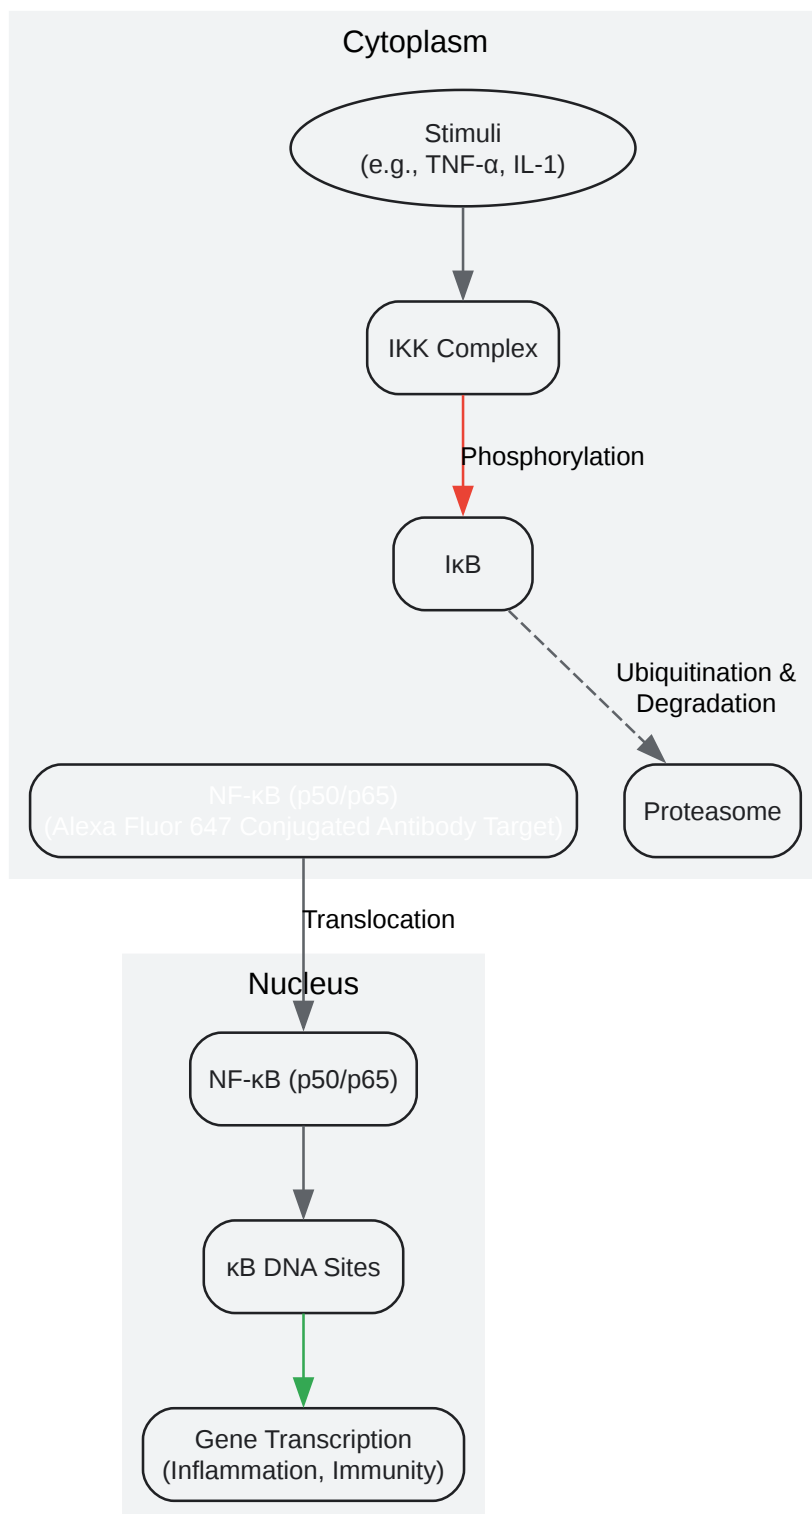 Cytoplasm
Stimuli
(e.g., TNF-α, IL-1)
IKK Complex
Phosphorylation
IκB
Ubiquitination &
Degradation
NF-κB (p50/p65)
(Alexa Fluor 647 Conjugated Antibody Target)
Proteasome
Translocation
Nucleus
NF-κB (p50/p65)
κB DNA Sites
Gene Transcription
(Inflammation, Immunity)